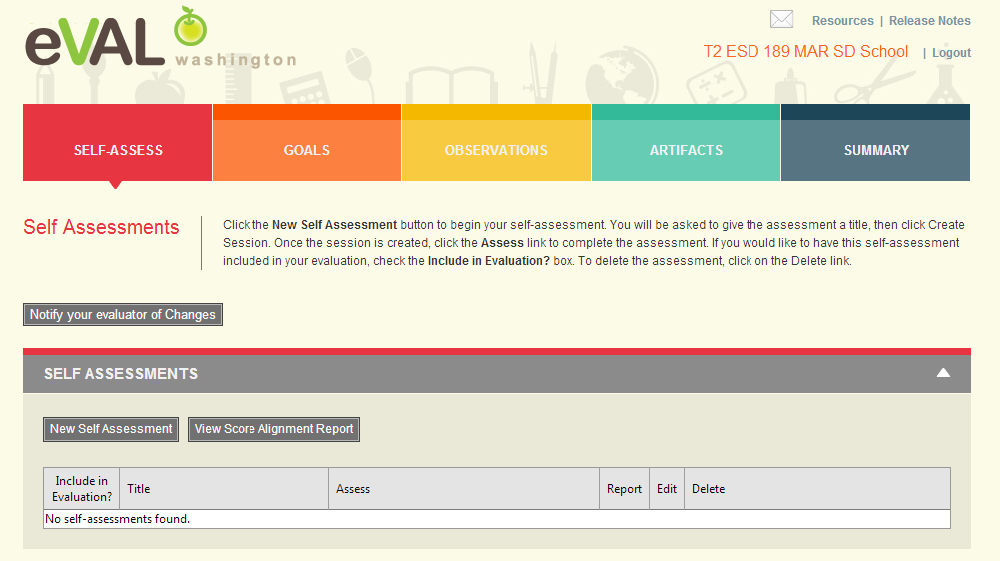 eVAL
washington
Resources | Release Notes
T2 ESD 189 MAR SD School | Logout
SELF-ASSESS
GOALS
OBSERVATIONS
ARTIFACTS
SUMMARY
Self Assessments
Click the New Self Assessment button to begin your self-assessment. You will be asked to give the assessment a title, then click Create
Session. Once the session is created, click the Assess link to complete the assessment. If you would like to have this self-assessment
included in your evaluation, check the Include in Evaluation? box. To delete the assessment, click on the Delete link.
Notify your evaluator of Changes
SELF ASSESSMENTS
New Self Assessment
View Score Alignment Report
Include in
Evaluation?
Title
Assess
Report
Edit
Delete
No self-assessments found.